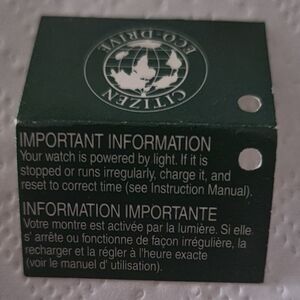 CITIZEN
ECO-DRIVE
IMPORTANT INFORMATION
Your watch is powered by light. If it is
stopped or runs irregularly, charge it, and
reset to correct time (see Instruction Manual).
INFORMATION IMPORTANTE
Votre montre est activée par la lumière. Si elle
s' arrête ou fonctionne de façon irrégulière, la
recharger et la régler à l'heure exacte
(voir le manuel d' utilisation).